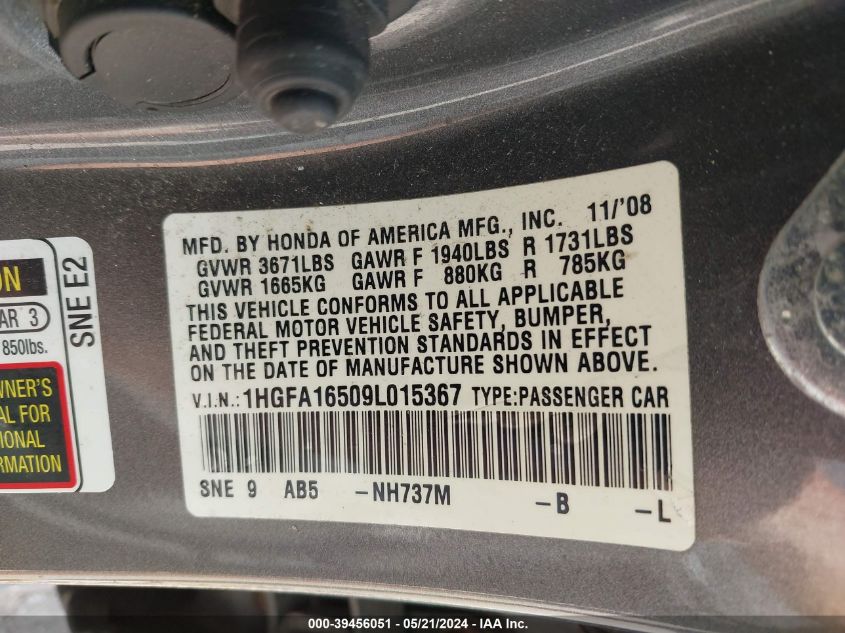 MFD. BY HONDA OF AMERICA MFG., INC. 11/'08
GVWR 3671LBS GAWR F 1940LBS R 1731LBS
GVWR 1665KG GAWR F 880KG R 785KG
THIS VEHICLE CONFORMS TO ALL APPLICABLE
FEDERAL MOTOR VEHICLE SAFETY, BUMPER,
AND THEFT PREVENTION STANDARDS IN EFFECT
ON THE DATE OF MANUFACTURE SHOWN ABOVE.
V.I.N.: 1HGFA16509L015367 TYPE:PASSENGER CAR
SNE 9 AB5 -NH737M -B -L
ON
AR 3
850lbs.
SNE E2
WNER'S
AL FOR
IONAL
RMATION
000-39456051 - 05/21/2024 - IAA Inc.